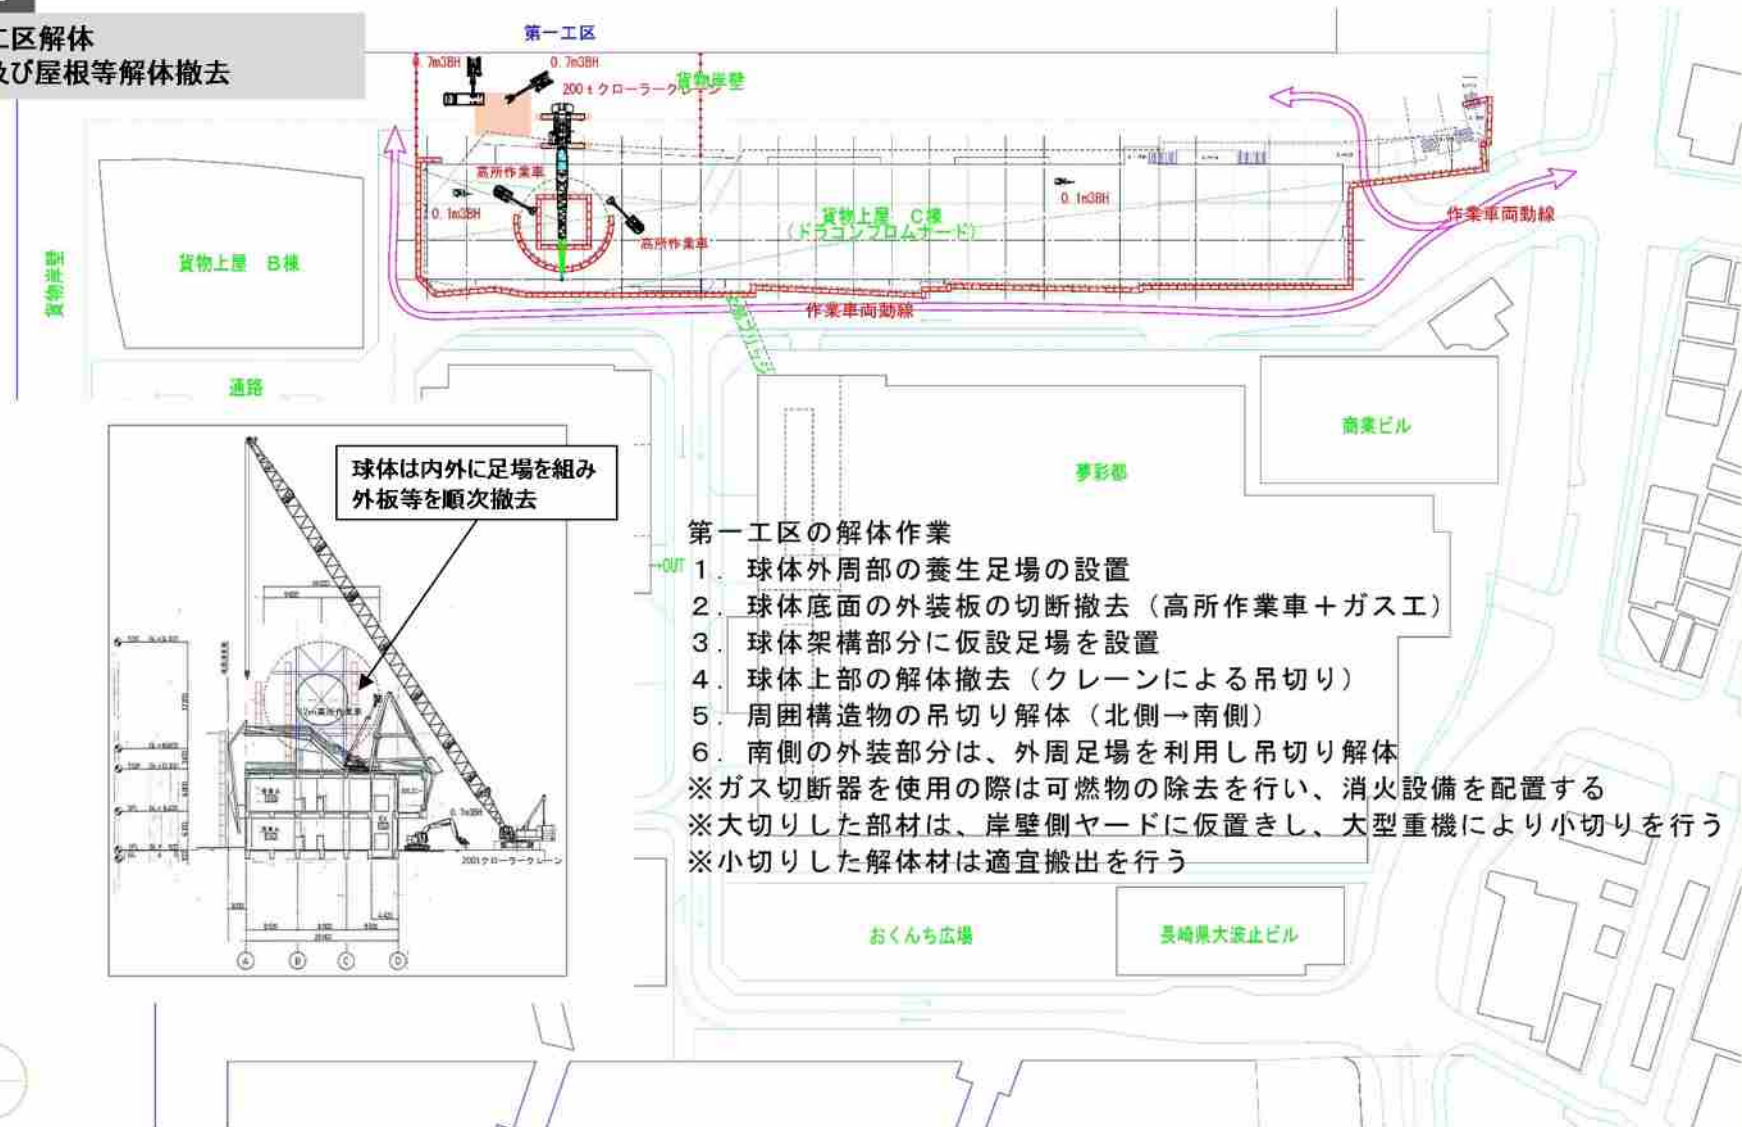 工区解体
及び屋根等解体撤去
第一工区
.7m3BH
0.7m3BH
200tクローラークレーン
貨物岸壁
高所作業車
0.1m3BH
高所作業車
0.1m3BH
貨物上屋 C棟
(ドラゴンプロムナード)
作業車両動線
貨物岸壁
貨物上屋 B棟
作業車両動線
通路
商業ビル
夢彩都
球体は内外に足場を組み
外板等を順次撤去
→OUT
第一工区の解体作業
1. 球体外周部の養生足場の設置
2. 球体底面の外装板の切断撤去（高所作業車＋ガス工）
3. 球体架構部分に仮設足場を設置
4. 球体上部の解体撤去（クレーンによる吊切り）
5. 周囲構造物の吊切り解体（北側→南側）
6. 南側の外装部分は、外周足場を利用し吊切り解体
※ガス切断器を使用の際は可燃物の除去を行い、消火設備を配置する
※大切りした部材は、岸壁側ヤードに仮置きし、大型重機により小切りを行う
※小切りした解体材は適宜搬出を行う
12m高所作業車
0.7m3BH
200tクローラークレーン
A B C D
おくんち広場
長崎県大波止ビル